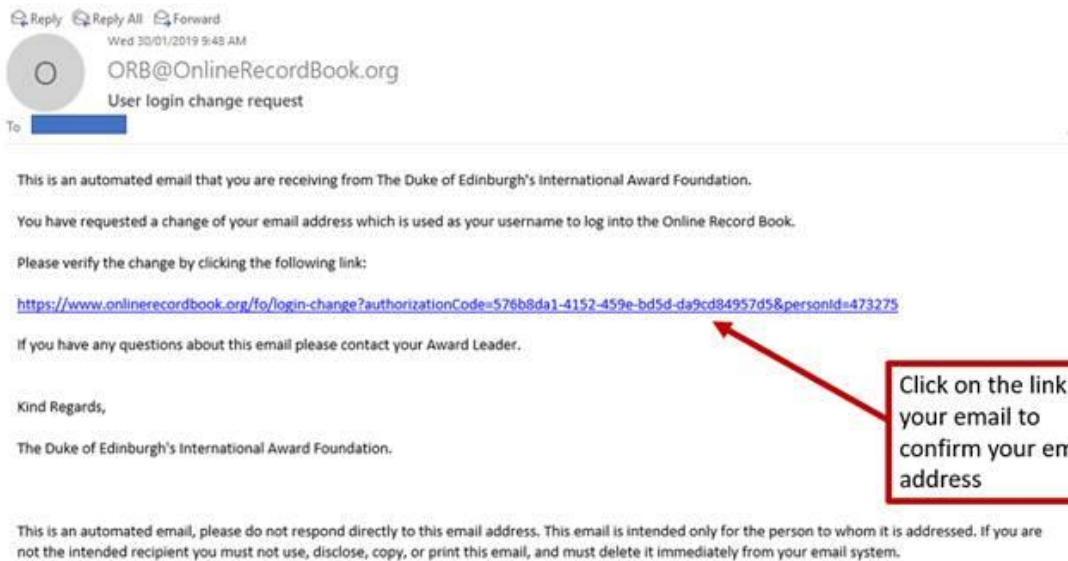 Reply Reply All Forward
Wed 30/01/2019 9:48 AM
O
ORB@OnlineRecordBook.org
User login change request
To
This is an automated email that you are receiving from The Duke of Edinburgh's International Award Foundation.
You have requested a change of your email address which is used as your username to log into the Online Record Book.
Please verify the change by clicking the following link:
https://www.onlinerecordbook.org/fo/login-change?authorizationCode=576b8da1-4152-459e-bd5d-da9cd84957d5&personId=473275
If you have any questions about this email please contact your Award Leader.
Click on the link
your email to
confirm your em
address
Kind Regards,
The Duke of Edinburgh's International Award Foundation.
This is an automated email, please do not respond directly to this email address. This email is intended only for the person to whom it is addressed. If you are
not the intended recipient you must not use, disclose, copy, or print this email, and must delete it immediately from your email system.